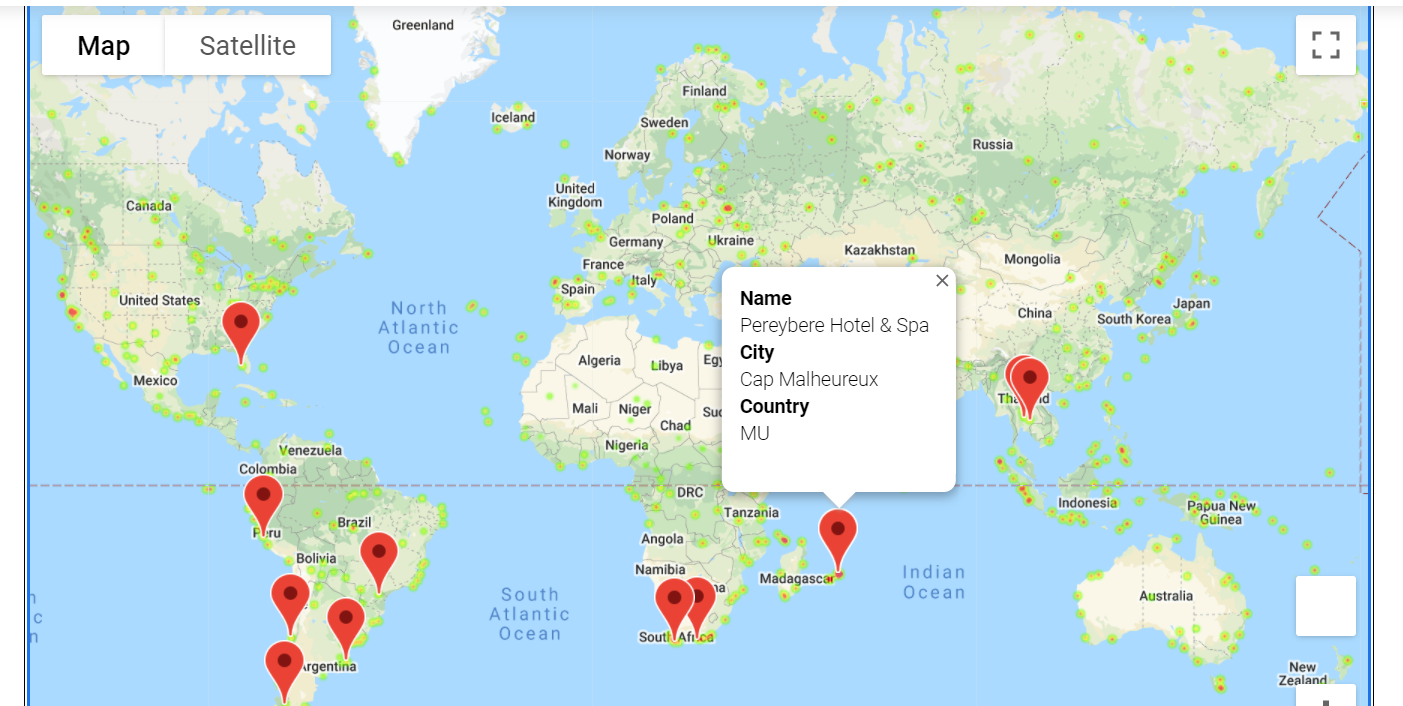 Map
Satellite
Greenland
Finland
Iceland
Sweden
Russia
Norway
United
Kingdom
Canada
Poland
Ukraine
Germany
Kazakhstan
France
Mongolia
Italy
Spain
United States
North
Atlantic
Ocean
Name
Pereybere Hotel & Spa
City
Cap Malheureux
Country
MU
China
Japan
South Korea
Algeria
Libya
Egy
Mexico
Mali
Niger
Chad
Suc
Nigeria
Venezuela
Colombia
DRC
Tanzania
Indonesia
Papua New
Guinea
Brazil
Peru
Angola
Bolivia
Namibia
Madagascar
Indian
Ocean
South
Atlantic
Ocean
Australia
South Africa
Argentina
New
Zealand